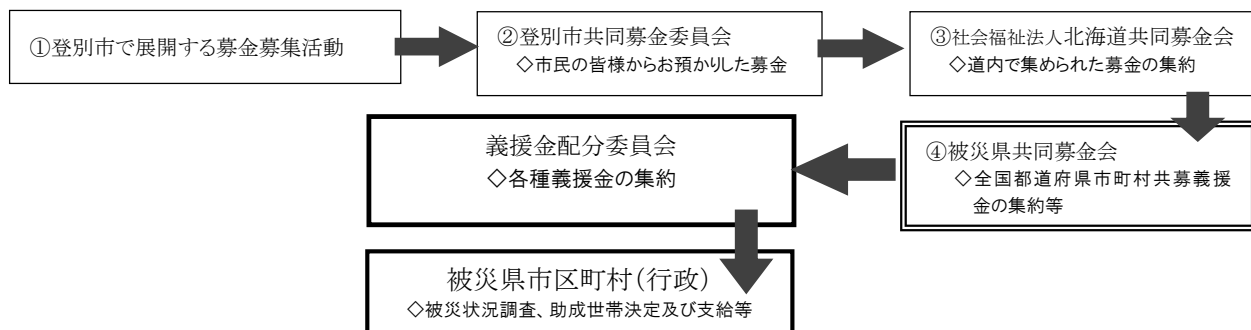 ①登別市で展開する募金募集活動
②登別市共同募金委員会
◇市民の皆様からお預かりした募金
③社会福祉法人北海道共同募金会
◇道内で集められた募金の集約
④被災県共同募金会
◇全国都道府県市町村共募義援
金の集約等
義援金配分委員会
◇各種義援金の集約
被災県市区町村(行政)
◇被災状況調査、助成世帯決定及び支給等